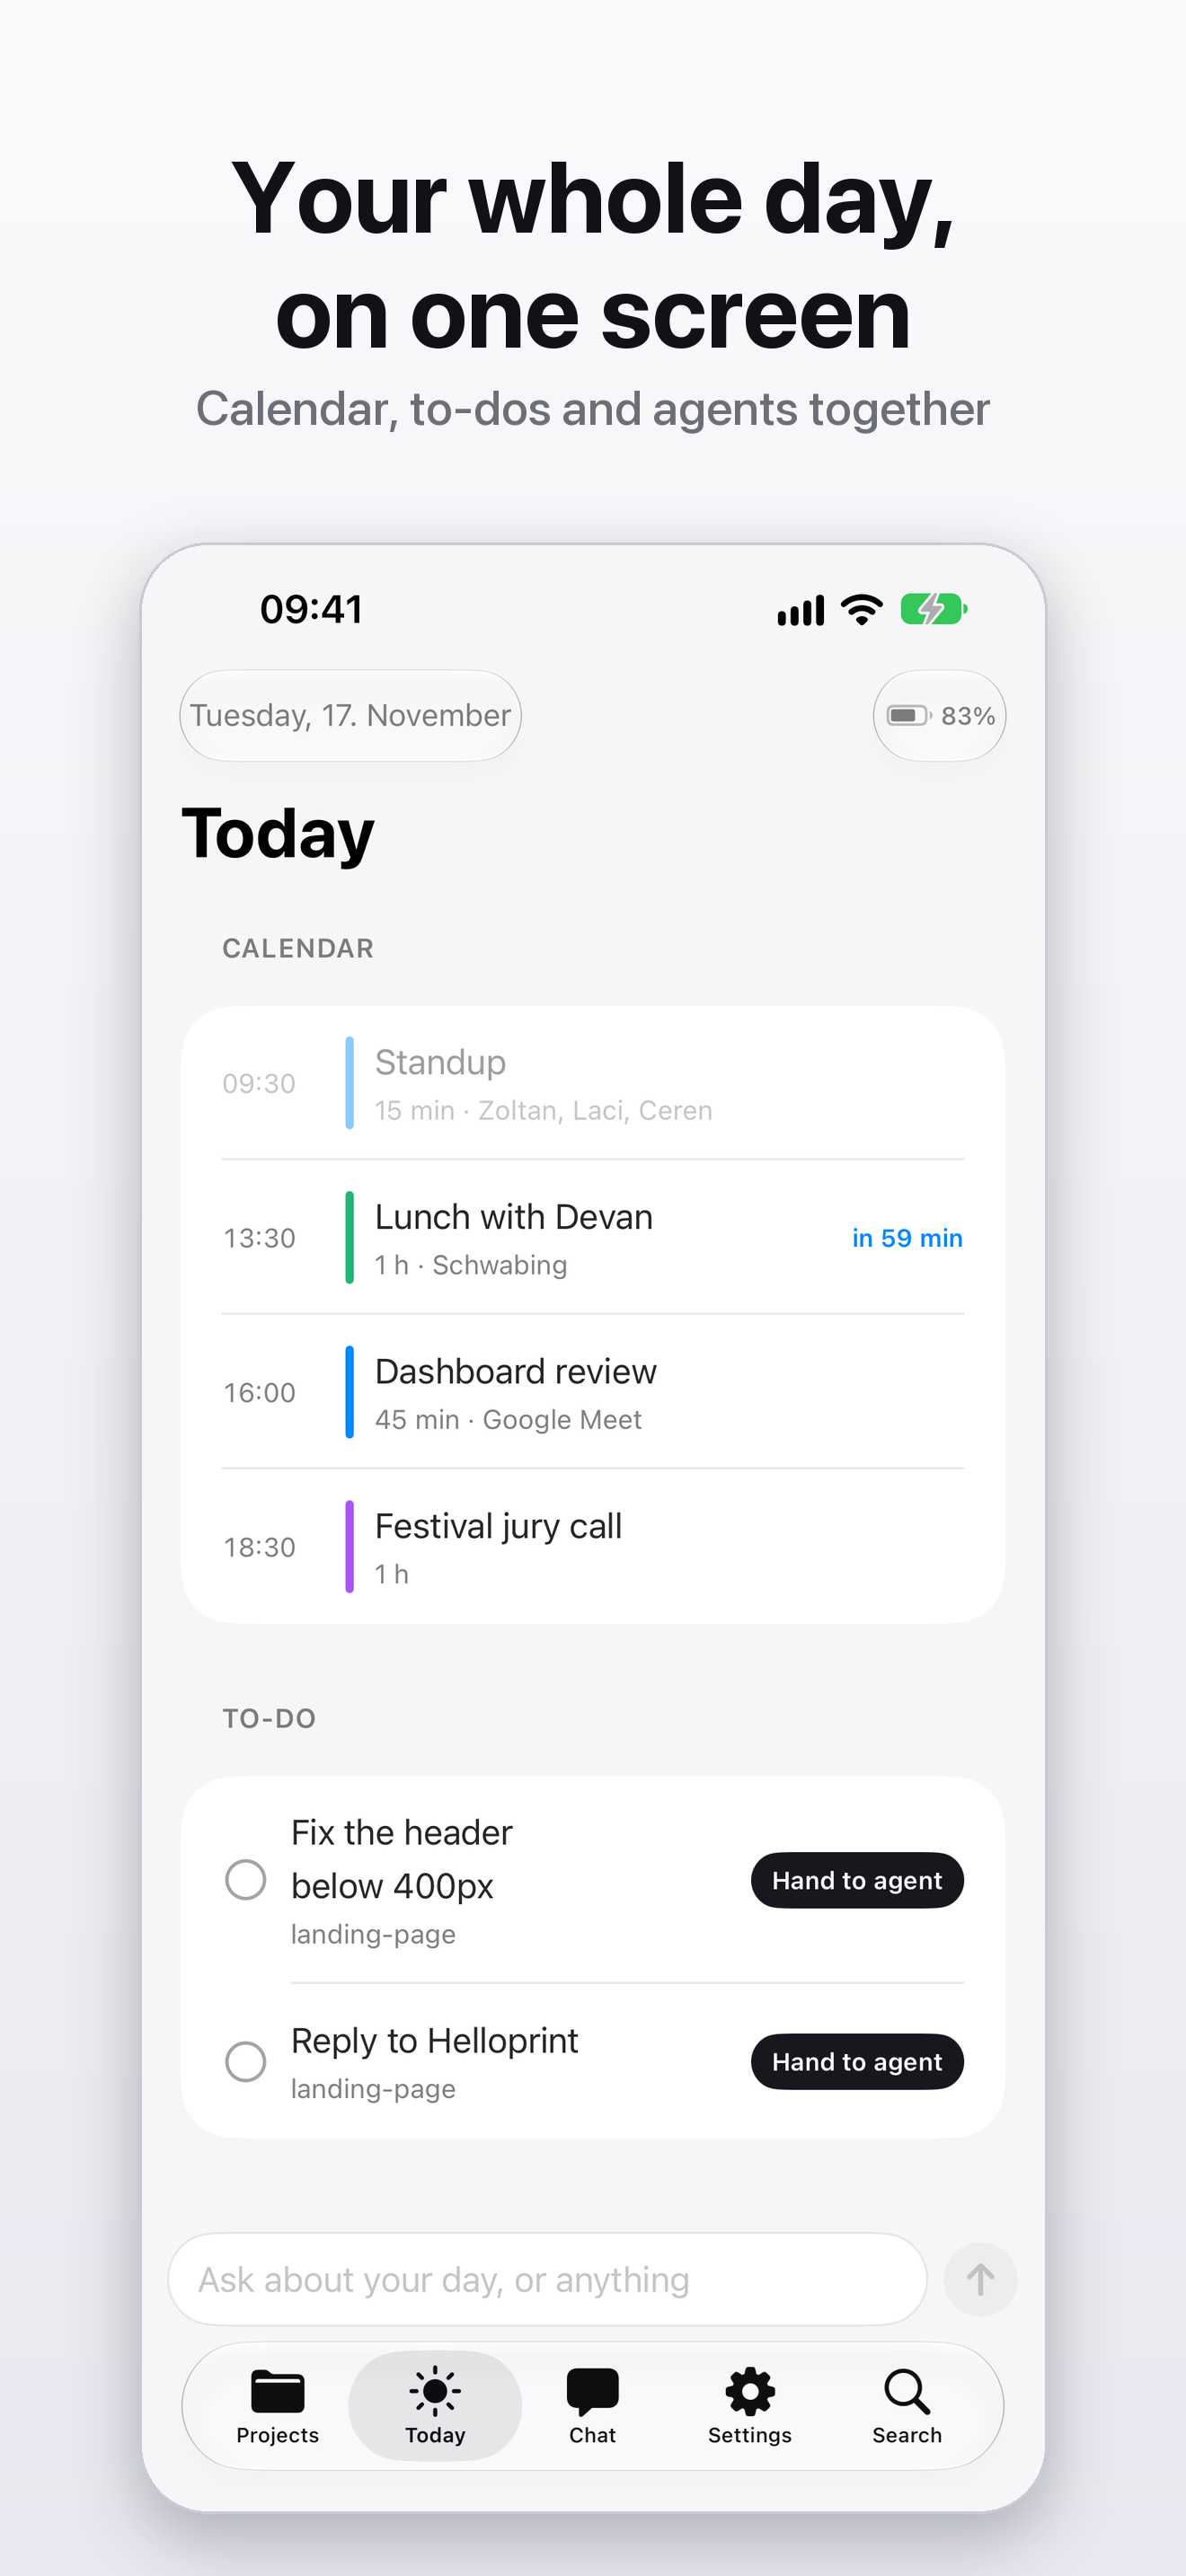 Your whole day,
on one screen
Calendar, to-dos and agents together
09:41
Tuesday, 17. November
83%
Today
CALENDAR
09:30
Standup
15 min · Zoltan, Laci, Ceren
13:30
Lunch with Devan
1 h · Schwabing
in 59 min
16:00
Dashboard review
45 min · Google Meet
18:30
Festival jury call
1 h
TO-DO
Fix the header
below 400px
landing-page
Hand to agent
Reply to Helloprint
landing-page
Hand to agent
Ask about your day, or anything
Projects
Today
Chat
Settings
Search